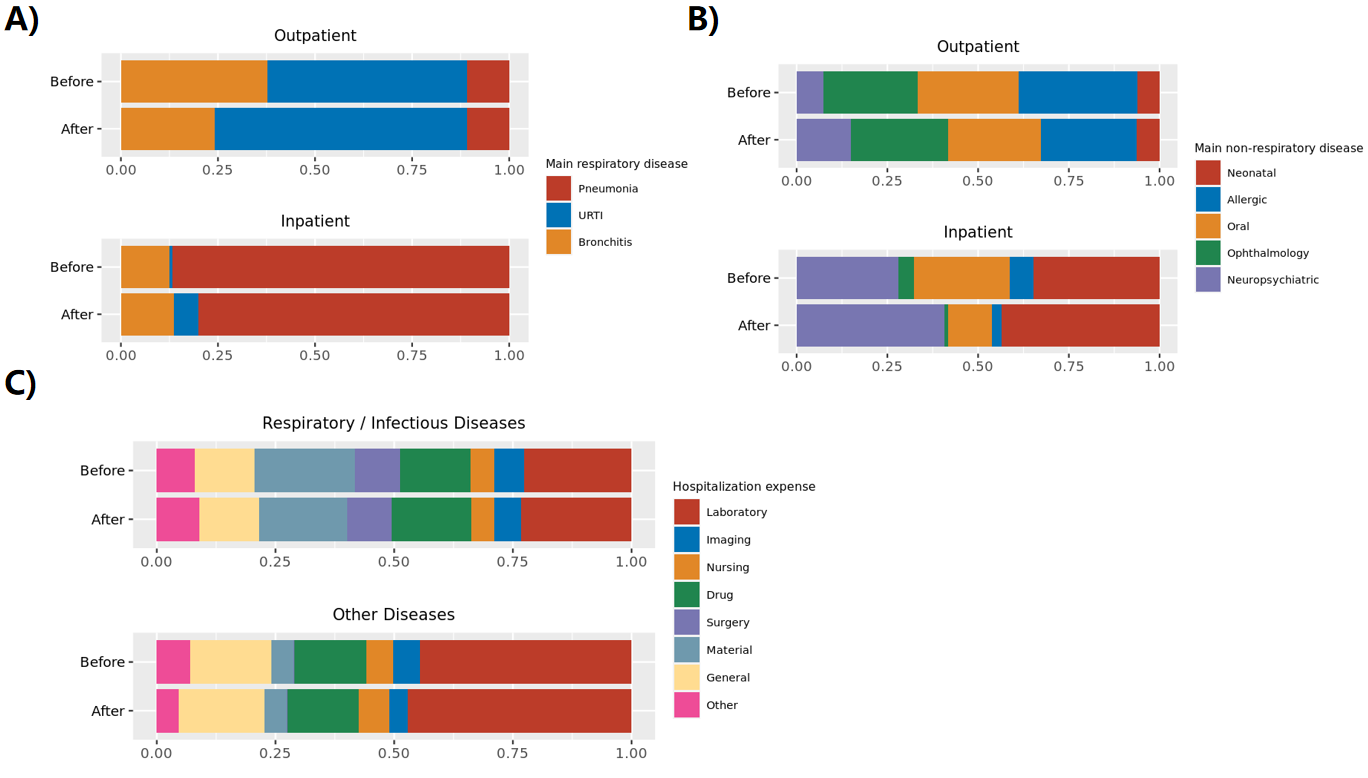 A)
Outpatient
Before
After
0.00 0.25 0.50 0.75 1.00
Inpatient
Before
After
0.00 0.25 0.50 0.75 1.00
Main respiratory disease
Pneumonia
URTI
Bronchitis
B)
Outpatient
Before
After
0.00 0.25 0.50 0.75 1.00
Inpatient
Before
After
0.00 0.25 0.50 0.75 1.00
Main non-respiratory disease
Neonatal
Allergic
Oral
Ophthalmology
Neuropsychiatric
C)
Respiratory / Infectious Diseases
Before
After
0.00 0.25 0.50 0.75 1.00
Other Diseases
Before
After
0.00 0.25 0.50 0.75 1.00
Hospitalization expense
Laboratory
Imaging
Nursing
Drug
Surgery
Material
General
Other